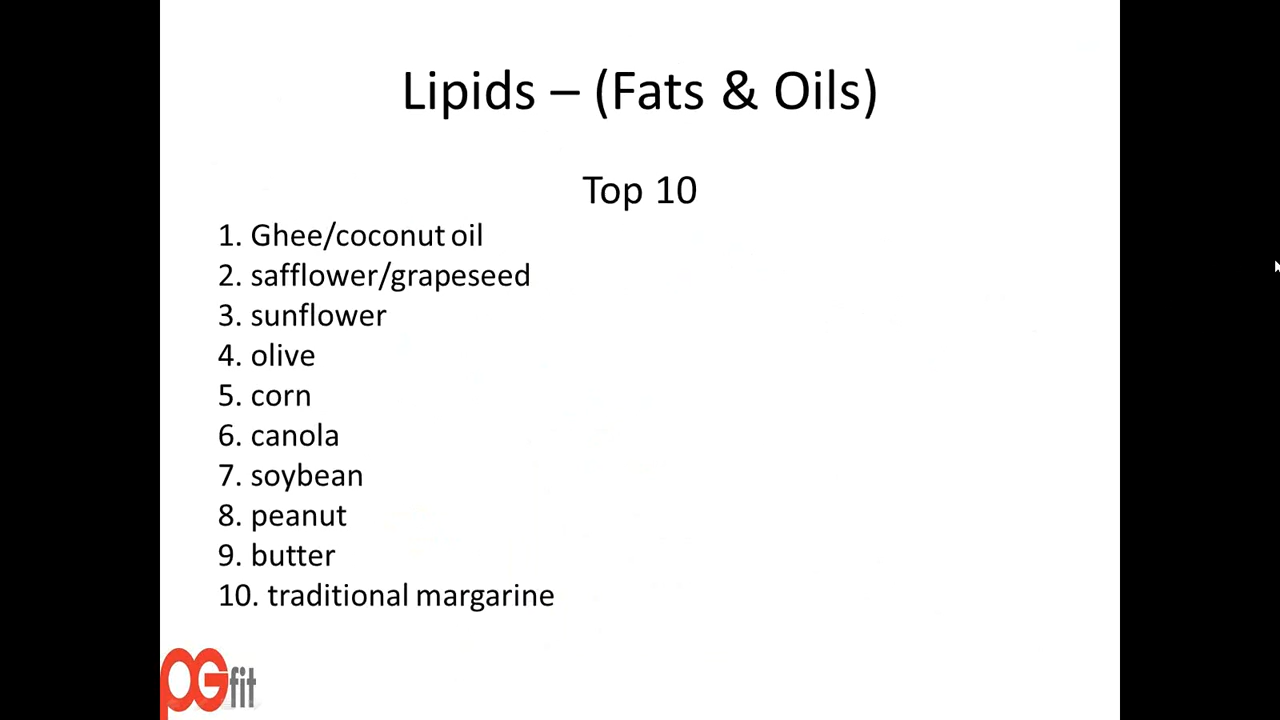 Lipids – (Fats & Oils)
Top 10
1. Ghee/coconut oil
2. safflower/grapeseed
3. sunflower
4. olive
5. corn
6. canola
7. soybean
8. peanut
9. butter
10. traditional margarine
PGfit